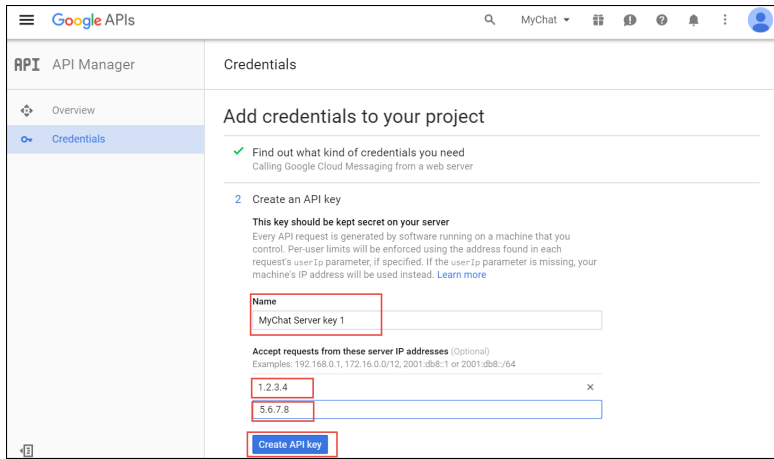 Google APIs
MyChat
API API Manager
Credentials
Overview
Credentials
Add credentials to your project
Find out what kind of credentials you need
Calling Google Cloud Messaging from a web server
2 Create an API key
This key should be kept secret on your server
Every API request is generated by software running on a machine that you
control. Per-user limits will be enforced using the address found in each
request's userIp parameter, if specified. If the userIp parameter is missing, your
machine's IP address will be used instead. Learn more
Name
MyChat Server key 1
Accept requests from these server IP addresses (Optional)
Examples: 192.168.0.1, 172.16.0.0/12, 2001:db8::1 or 2001:db8::/64
1.2.3.4
5.6.7.8
Create API key